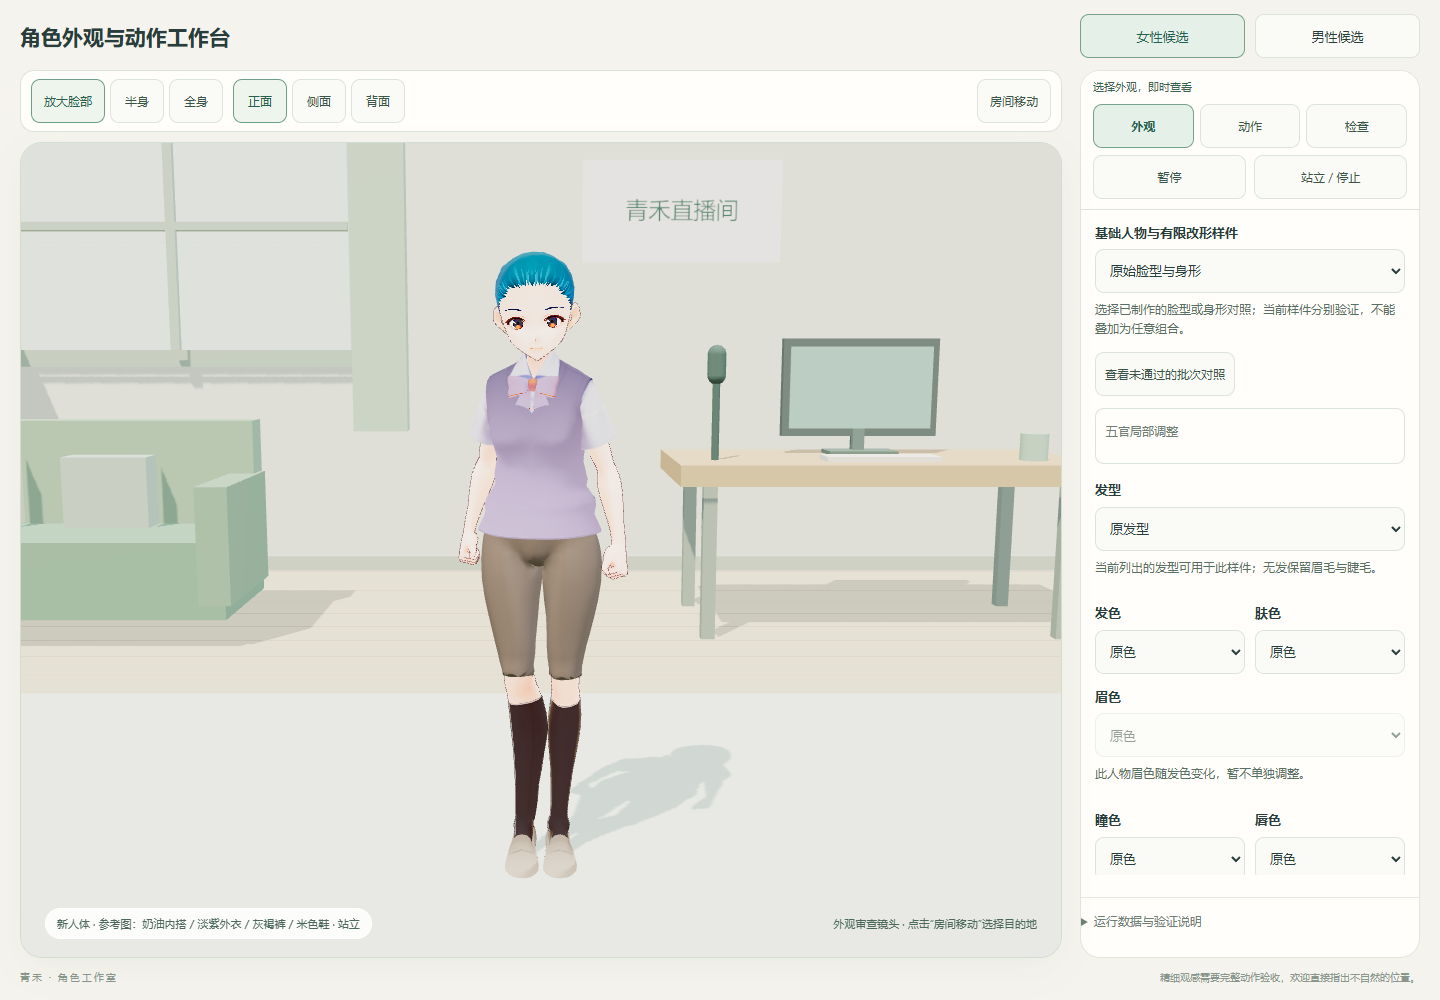 角色外观与动作工作台
女性候选
男性候选
放大脸部
半身
全身
正面
侧面
背面
房间移动
选择外观，即时查看
外观
动作
检查
暂停
站立 / 停止
青禾直播间
基础人物与有限改形样件
原始脸型与身形
选择已制作的脸型或身形对照；当前样件分别验证，不能
叠加为任意组合。
查看未通过的批次对照
五官局部调整
发型
原发型
当前列出的发型可用于此样件；无发保留眉毛与睫毛。
发色
肤色
原色
原色
眉色
原色
此人物眉色随发色变化，暂不单独调整。
瞳色
唇色
原色
原色
新人体 · 参考图：奶油内搭 / 淡紫外衣 / 灰褐裤 / 米色鞋 · 站立
外观审查镜头 · 点击“房间移动”选择目的地
运行数据与验证说明
青禾 · 角色工作室
精细观感需要完整动作验收，欢迎直接指出不自然的位置。